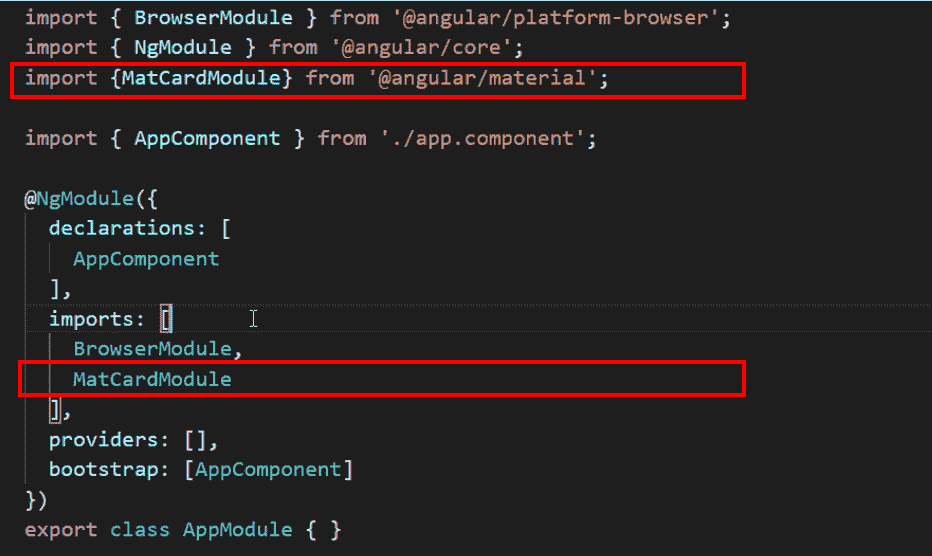 import { BrowserModule } from '@angular/platform-browser';
import { NgModule } from '@angular/core';
import {MatCardModule} from '@angular/material';
import { AppComponent } from './app.component';
@NgModule({
declarations: [
AppComponent
],
imports: [
BrowserModule,
MatCardModule
],
providers: [],
bootstrap: [AppComponent]
})
export class AppModule { }